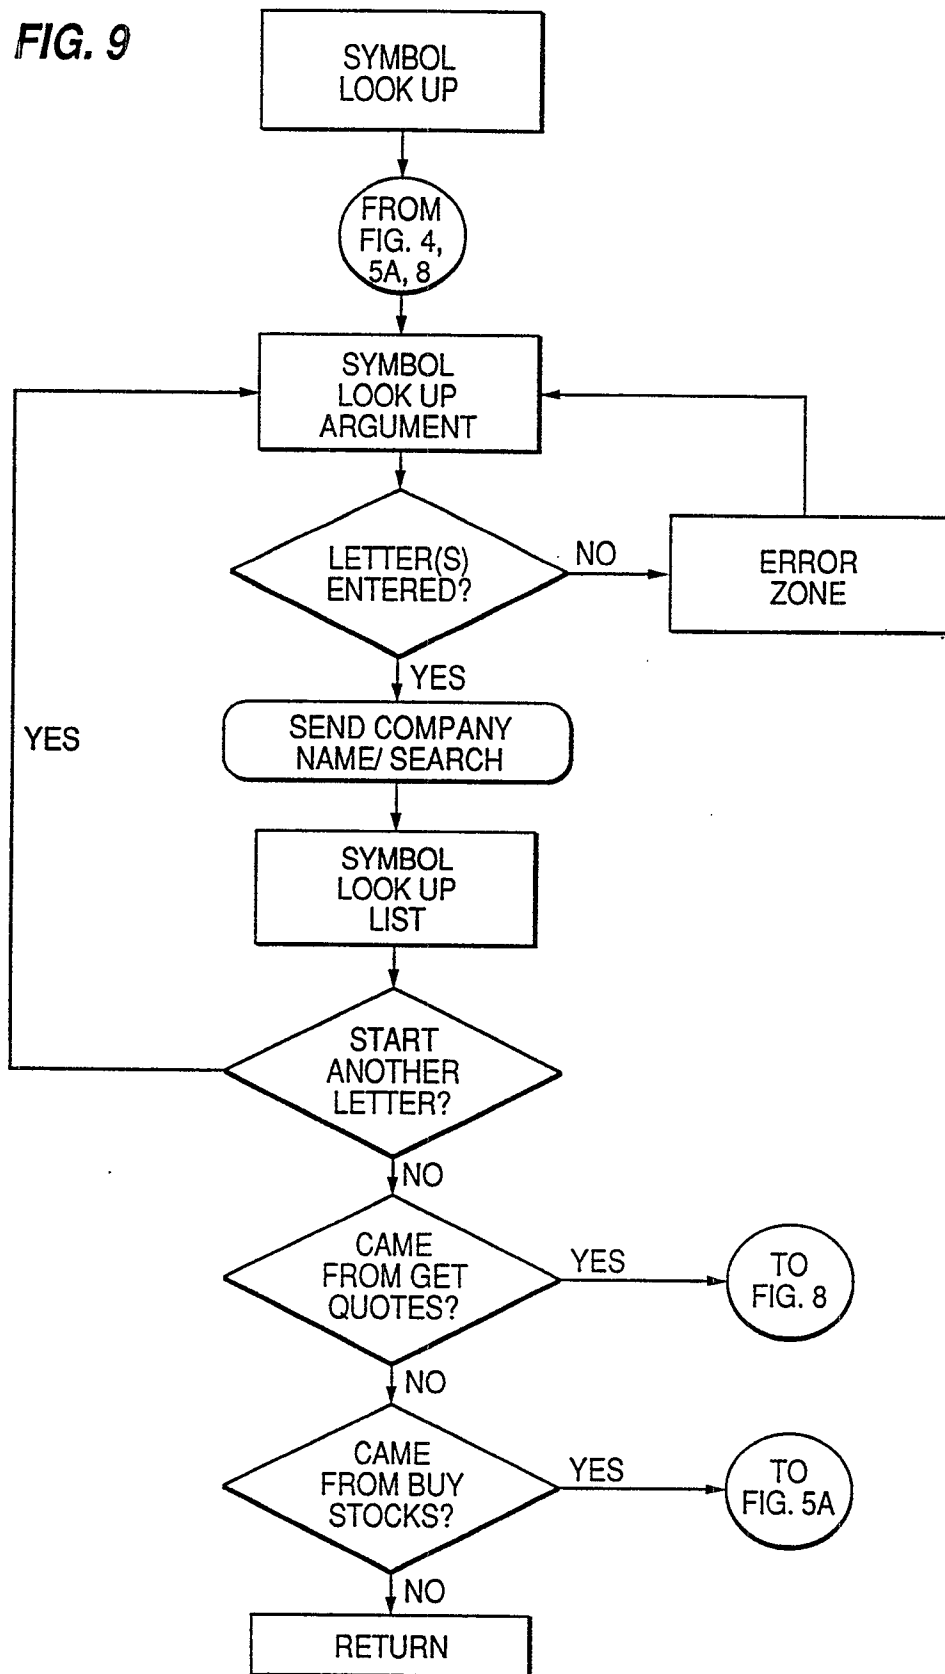 FIG. 9
SYMBOL
LOOK UP
FROM
FIG. 4,
5A, 8
SYMBOL
LOOK UP
ARGUMENT
LETTER(S)
ENTERED?
NO
ERROR
ZONE
YES
SEND COMPANY
NAME/ SEARCH
YES
SYMBOL
LOOK UP
LIST
START
ANOTHER
LETTER?
NO
CAME
FROM GET
QUOTES?
YES
TO
FIG. 8
NO
CAME
FROM BUY
STOCKS?
YES
TO
FIG. 5A
NO
RETURN